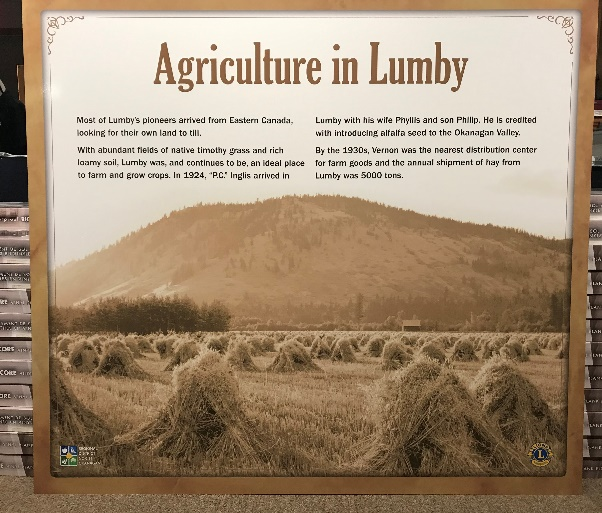 Agriculture in Lumby
Most of Lumby's pioneers arrived from Eastern Canada,
looking for their own land to till.
With abundant fields of native timothy grass and rich
loamy soil, Lumby was, and continues to be, an ideal place
to farm and grow crops. In 1924, "P.C." Inglis arrived in
Lumby with his wife Phyllis and son Philip. He is credited
with introducing alfalfa seed to the Okanagan Valley.
By the 1930s, Vernon was the nearest distribution center
for farm goods and the annual shipment of hay from
Lumby was 5000 tons.
REGIONAL
DISTRICT
NORTH
OKANAGAN
L